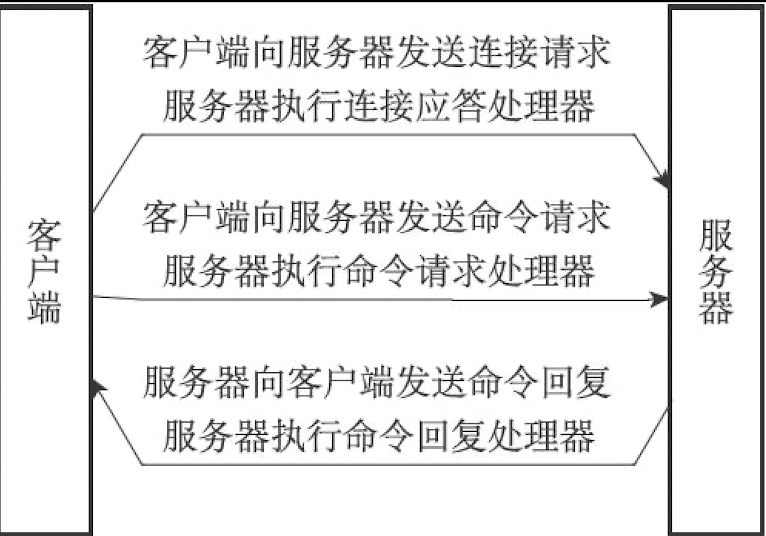 客户端向服务器发送连接请求
服务器执行连接应答处理器
客户端向服务器发送命令请求
服务器执行命令请求处理器
客户端
服务器
服务器向客户端发送命令回复
服务器执行命令回复处理器